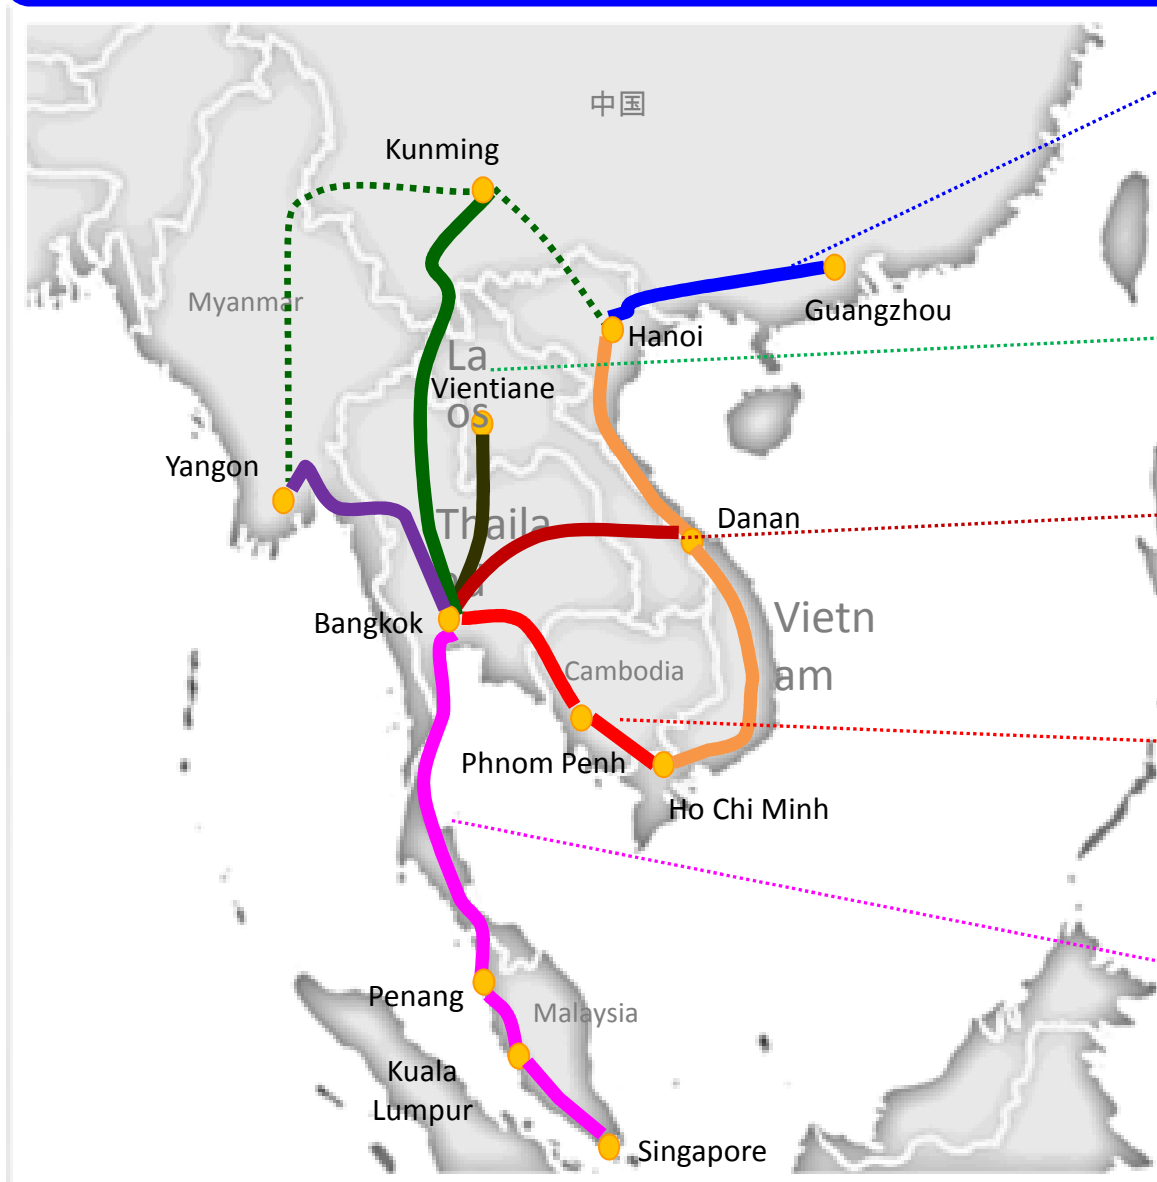 中国
Kunming
Myanmar
Guangzhou
Hanoi
La
os
Vientiane
Yangon
Thaila
nd
Danan
Bangkok
Vietn
am
Cambodia
Phnom Penh
Ho Chi Minh
Penang
Malaysia
Kuala
Lumpur
Singapore